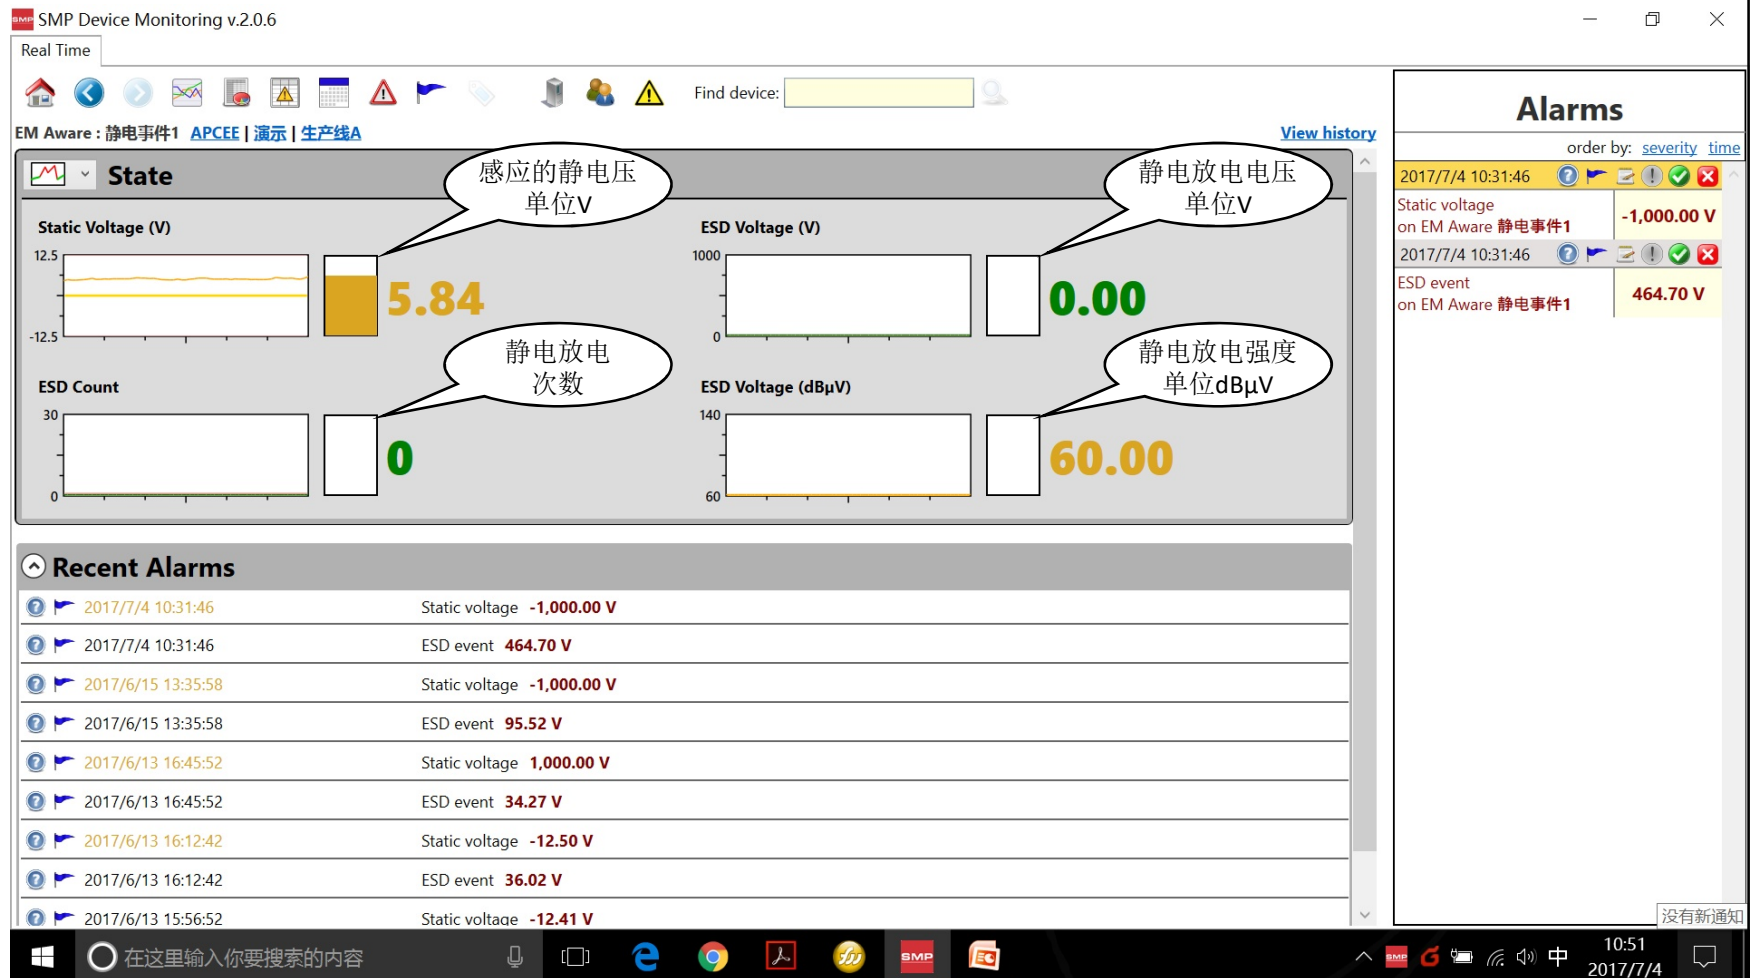 SMP SMP Device Monitoring v.2.0.6
Real Time
Find device:
EM Aware : 静电事件1 APCEE | 演示 | 生产线A
View history
State
感应的静电压
单位V
静电放电电压
单位V
Static Voltage (V)
12.5
-12.5
5.84
ESD Voltage (V)
1000
0
0.00
静电放电
次数
静电放电强度
单位dBµV
ESD Count
30
0
0
ESD Voltage (dBµV)
140
60
60.00
Recent Alarms
2017/7/4 10:31:46 Static voltage -1,000.00 V
2017/7/4 10:31:46 ESD event 464.70 V
2017/6/15 13:35:58 Static voltage -1,000.00 V
2017/6/15 13:35:58 ESD event 95.52 V
2017/6/13 16:45:52 Static voltage 1,000.00 V
2017/6/13 16:45:52 ESD event 34.27 V
2017/6/13 16:12:42 Static voltage -12.50 V
2017/6/13 16:12:42 ESD event 36.02 V
2017/6/13 15:56:52 Static voltage -12.41 V
Alarms
order by: severity time
2017/7/4 10:31:46
Static voltage
on EM Aware 静电事件1
-1,000.00 V
2017/7/4 10:31:46
ESD event
on EM Aware 静电事件1
464.70 V
没有新通知
在这里输入你要搜索的内容
SMP
SMP
中
10:51
2017/7/4